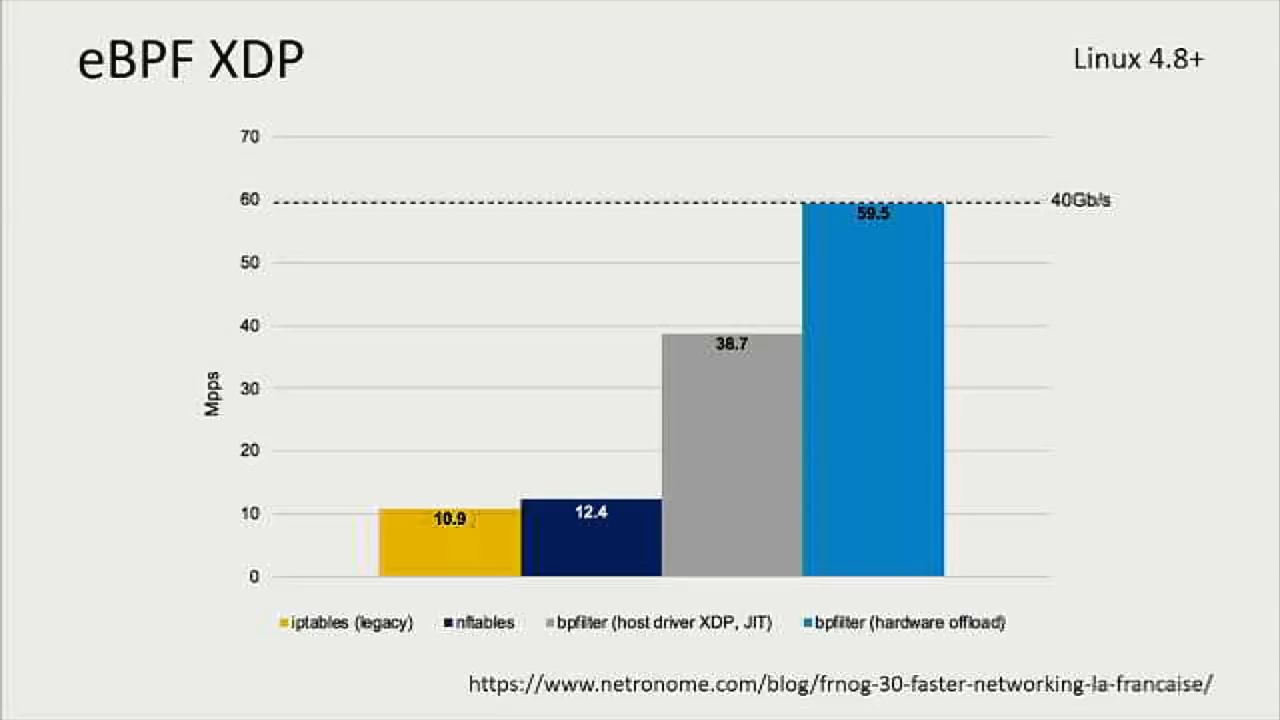 eBPF XDP
Linux 4.8+
70
60
40Gb/s
59.5
50
40
38.7
Mpps
30
20
12.4
10
10.9
0
iptables (legacy) nftables bpfilter (host driver XDP, JIT) bpfilter (hardware offload)
https://www.netronome.com/blog/frnog-30-faster-networking-la-francaise/